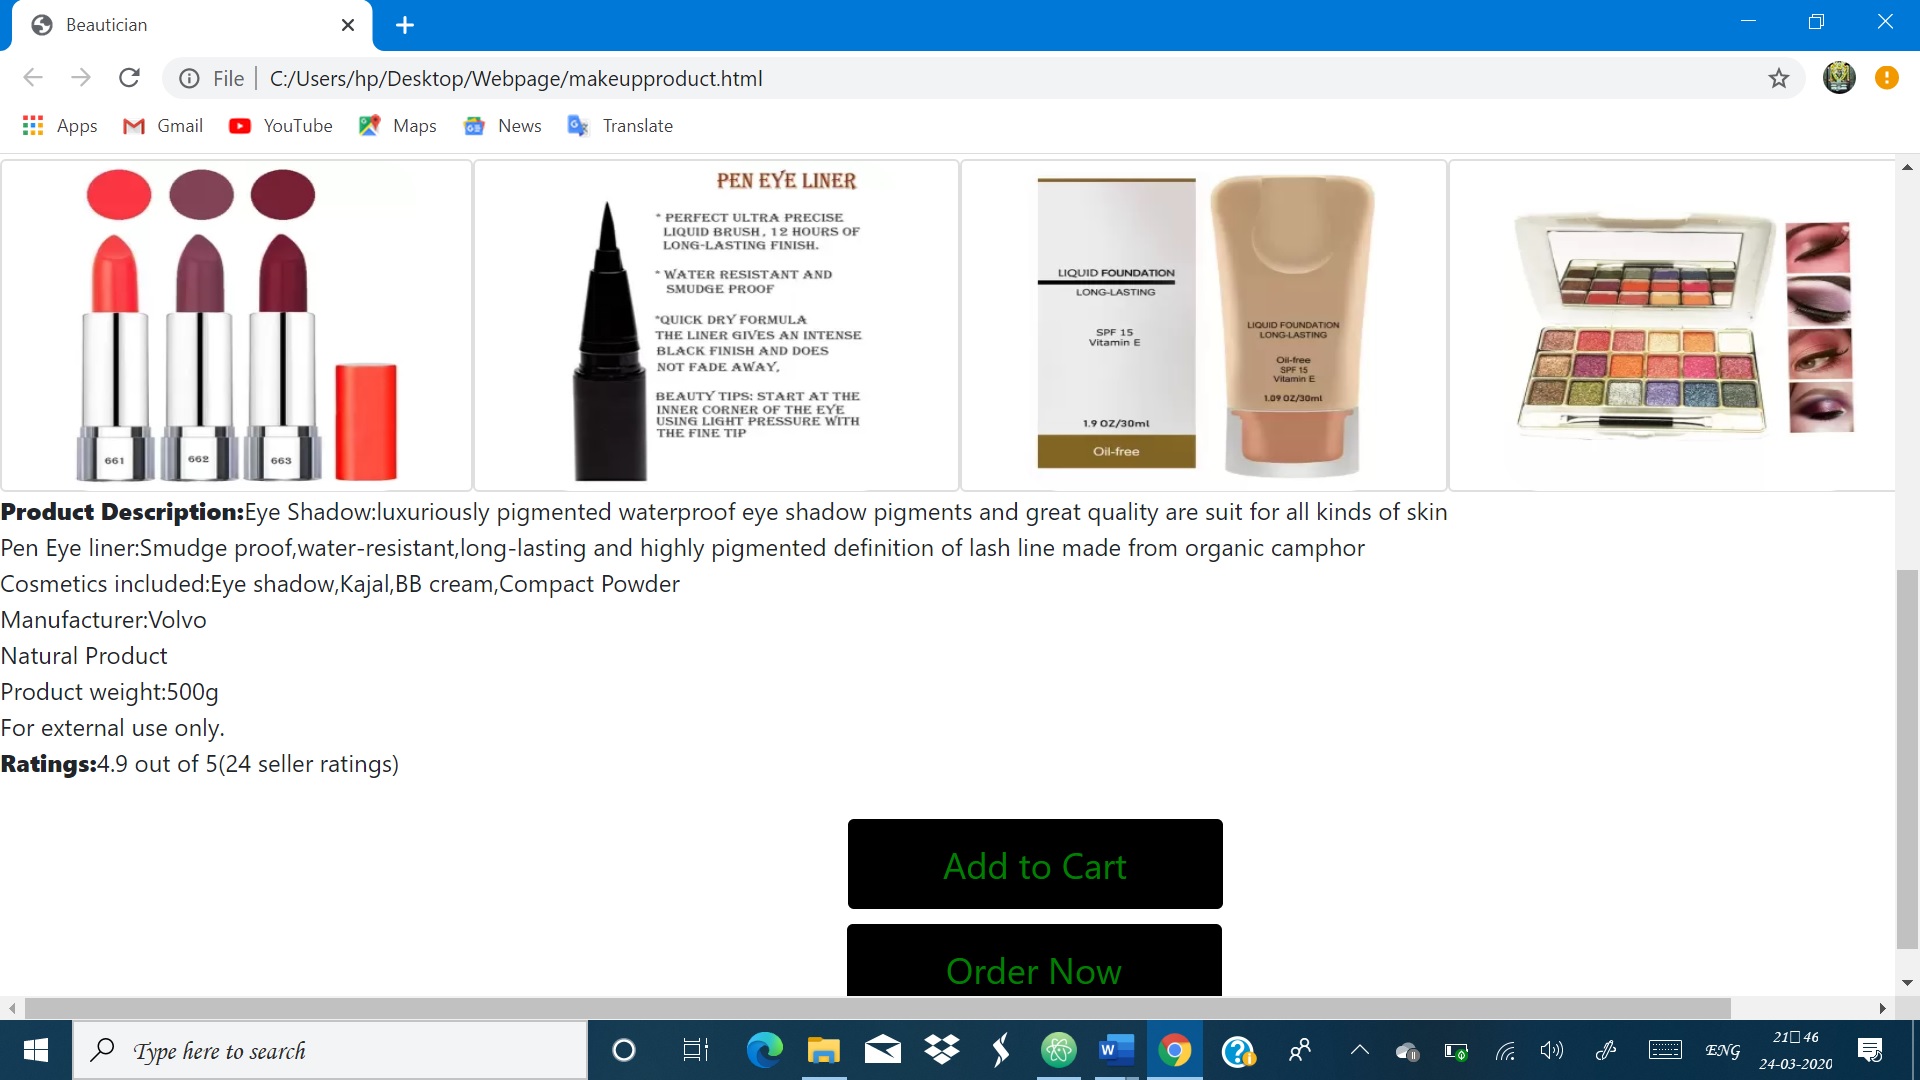 Beautician
File
C:/Users/hp/Desktop/Webpage/makeupproduct.html
Apps
Gmail
YouTube
Maps
News
Translate
661
662
663
PEN EYE LINER
* PERFECT ULTRA PRECISE
LIQUID BRUSH, 12 HOURS OF
LONG-LASTING FINISH.
* WATER RESISTANT AND
SMUDGE PROOF
*QUICK DRY FORMULA
THE LINER GIVES AN INTENSE
BLACK FINISH AND DOES
NOT FADE AWAY,
BEAUTY TIPS: START AT THE
INNER CORNER OF THE EYE
USING LIGHT PRESSURE WITH
THE FINE TIP
LIQUID FOUNDATION
LONG-LASTING
SPF 15
Vitamin E
1.9 OZ/30ml
Oil-free
LIQUID FOUNDATION
LONG-LASTING
Oil-free
SPF 15
Vitamin E
1.09 OZ/30ml
Product Description:Eye Shadow:luxuriously pigmented waterproof eye shadow pigments and great quality are suit for all kinds of skin
Pen Eye liner:Smudge proof,water-resistant,long-lasting and highly pigmented definition of lash line made from organic camphor
Cosmetics included:Eye shadow,Kajal,BB cream,Compact Powder
Manufacturer:Volvo
Natural Product
Product weight:500g
For external use only.
Ratings:4.9 out of 5(24 seller ratings)
Add to Cart
Order Now
Type here to search
ENG
21□46
24-03-2020